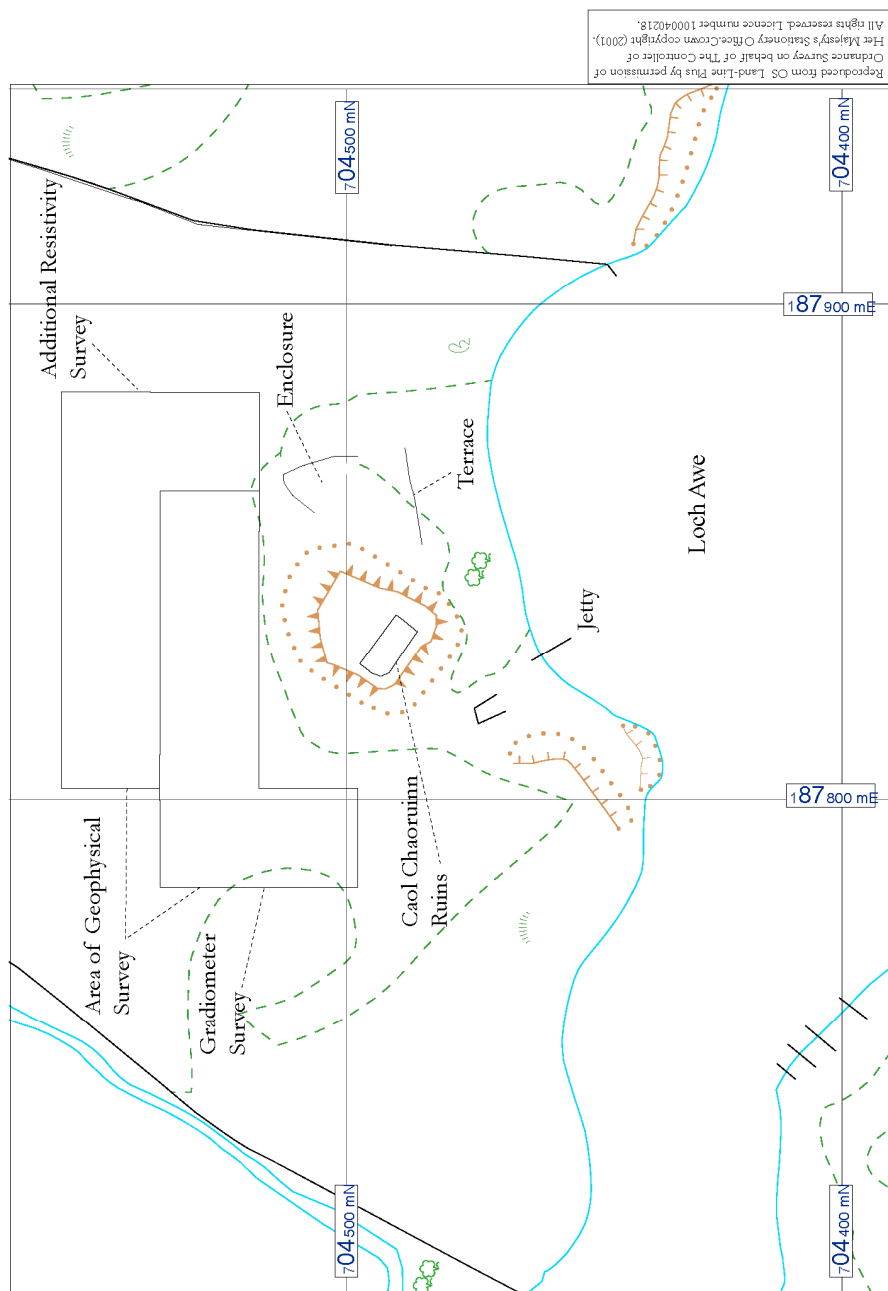 Reproduced from OS Land-Line Plus by permission of
Ordnance Survey on behalf of The Controller of
Her Majesty's Stationery Office.Crown copyright (2001).
All rights reserved. Licence number 100040218.
704500 mN
704400 mN
Additional Resistivity
Survey
187900 mE
Enclosure
Terrace
Loch Awe
Jetty
187800 mE
Area of Geophysical
Survey
Gradiometer
Survey
Caol Chaoruinn
Ruins
704500 mN
704400 mN